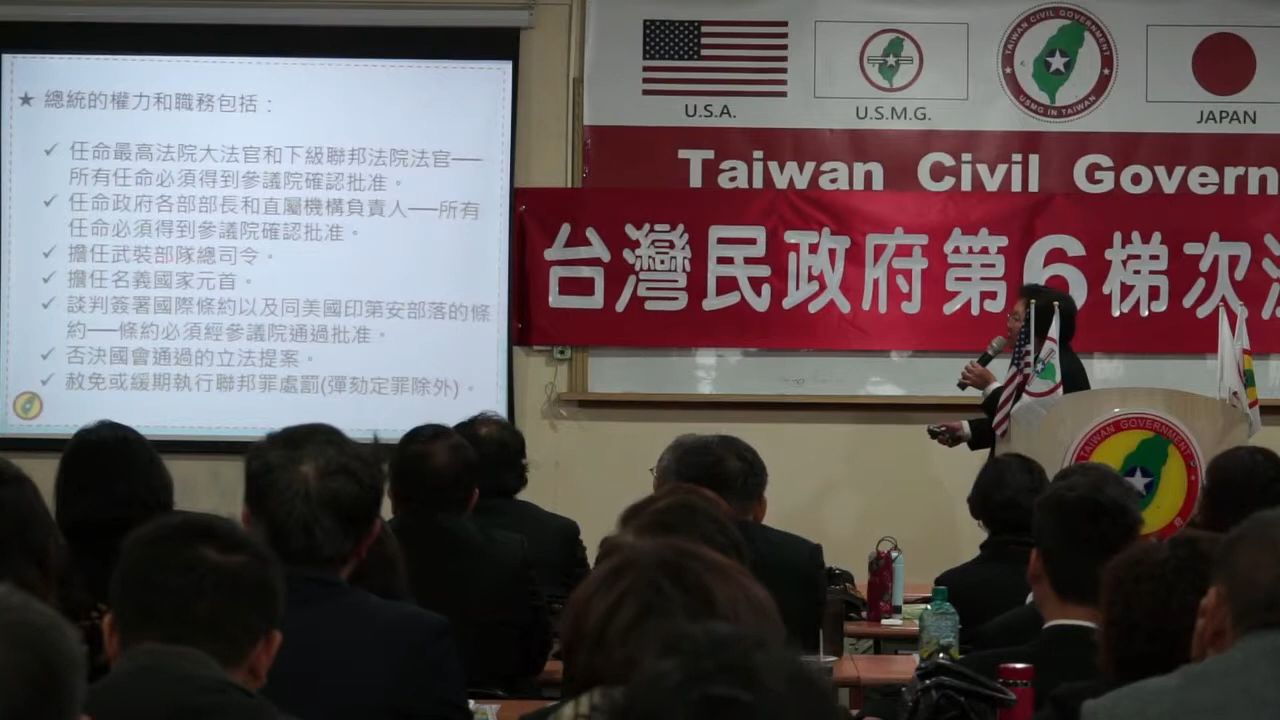 ★ 總統的權力和職務包括：
✓ 任命最高法院大法官和下級聯邦法院法官──
所有任命必須得到參議院確認批准。
✓ 任命政府各部部長和直屬機構負責人──所有
任命必須得到參議院確認批准。
✓ 擔任武裝部隊總司令。
✓ 擔任名義國家元首。
✓ 談判簽署國際條約以及同美國印第安部落的條
約──條約必須經參議院通過批准。
✓ 否決國會通過的立法提案。
✓ 赦免或緩期執行聯邦罪處罰(彈劾定罪除外)。
U.S.A.
U.S.M.G.
TAIWAN CIVIL GOVERNMENT
USMG IN TAIWAN
JAPAN
Taiwan Civil Governm
台灣民政府第6梯次
TAIWAN GOVERNMENT